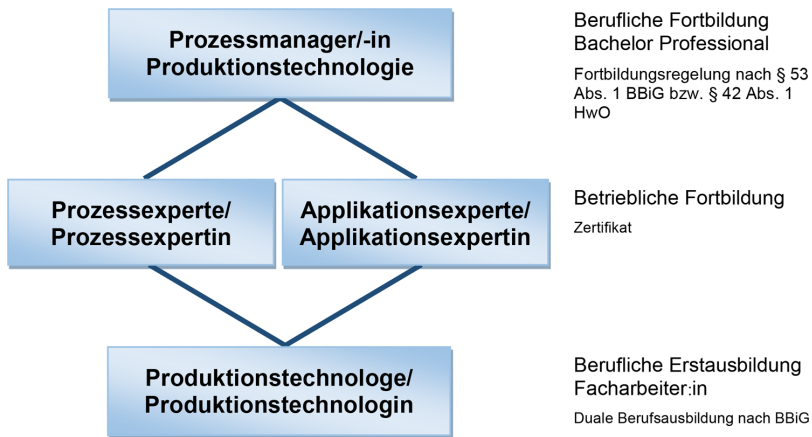 Prozessmanager/-in
Produktionstechnologie
Berufliche Fortbildung
Bachelor Professional
Fortbildungsregelung nach § 53
Abs. 1 BBiG bzw. § 42 Abs. 1
HwO
Prozessexperte/
Prozessexpertin
Applikationsexperte/
Applikationsexpertin
Betriebliche Fortbildung
Zertifikat
Produktionstechnologe/
Produktionstechnologin
Berufliche Erstausbildung
Facharbeiter:in
Duale Berufsausbildung nach BBiG